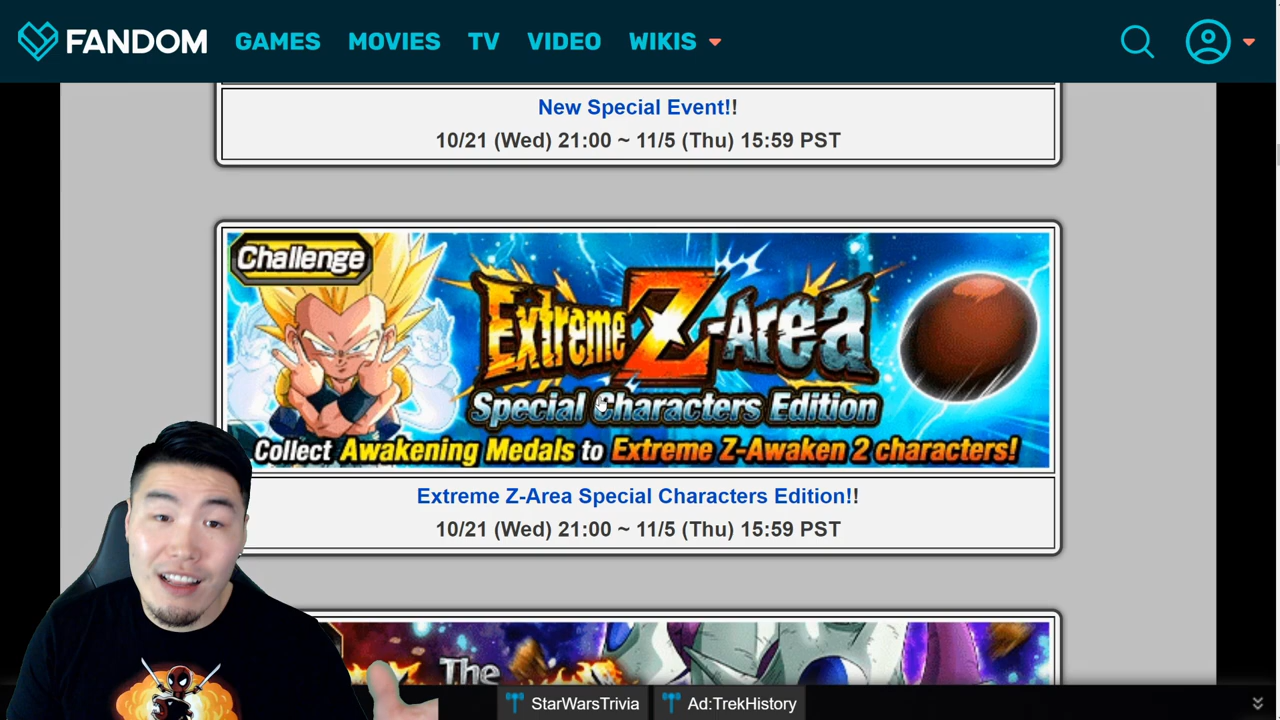 FANDOM GAMES MOVIES TV VIDEO WIKIS
New Special Event!!
10/21 (Wed) 21:00 ~ 11/5 (Thu) 15:59 PST
Challenge
Extreme Z-Area
Special Characters Edition
Collect Awakening Medals to Extreme Z-Awaken 2 characters!
Extreme Z-Area Special Characters Edition!!
10/21 (Wed) 21:00 ~ 11/5 (Thu) 15:59 PST
The
StarWarsTrivia Ad:TrekHistory